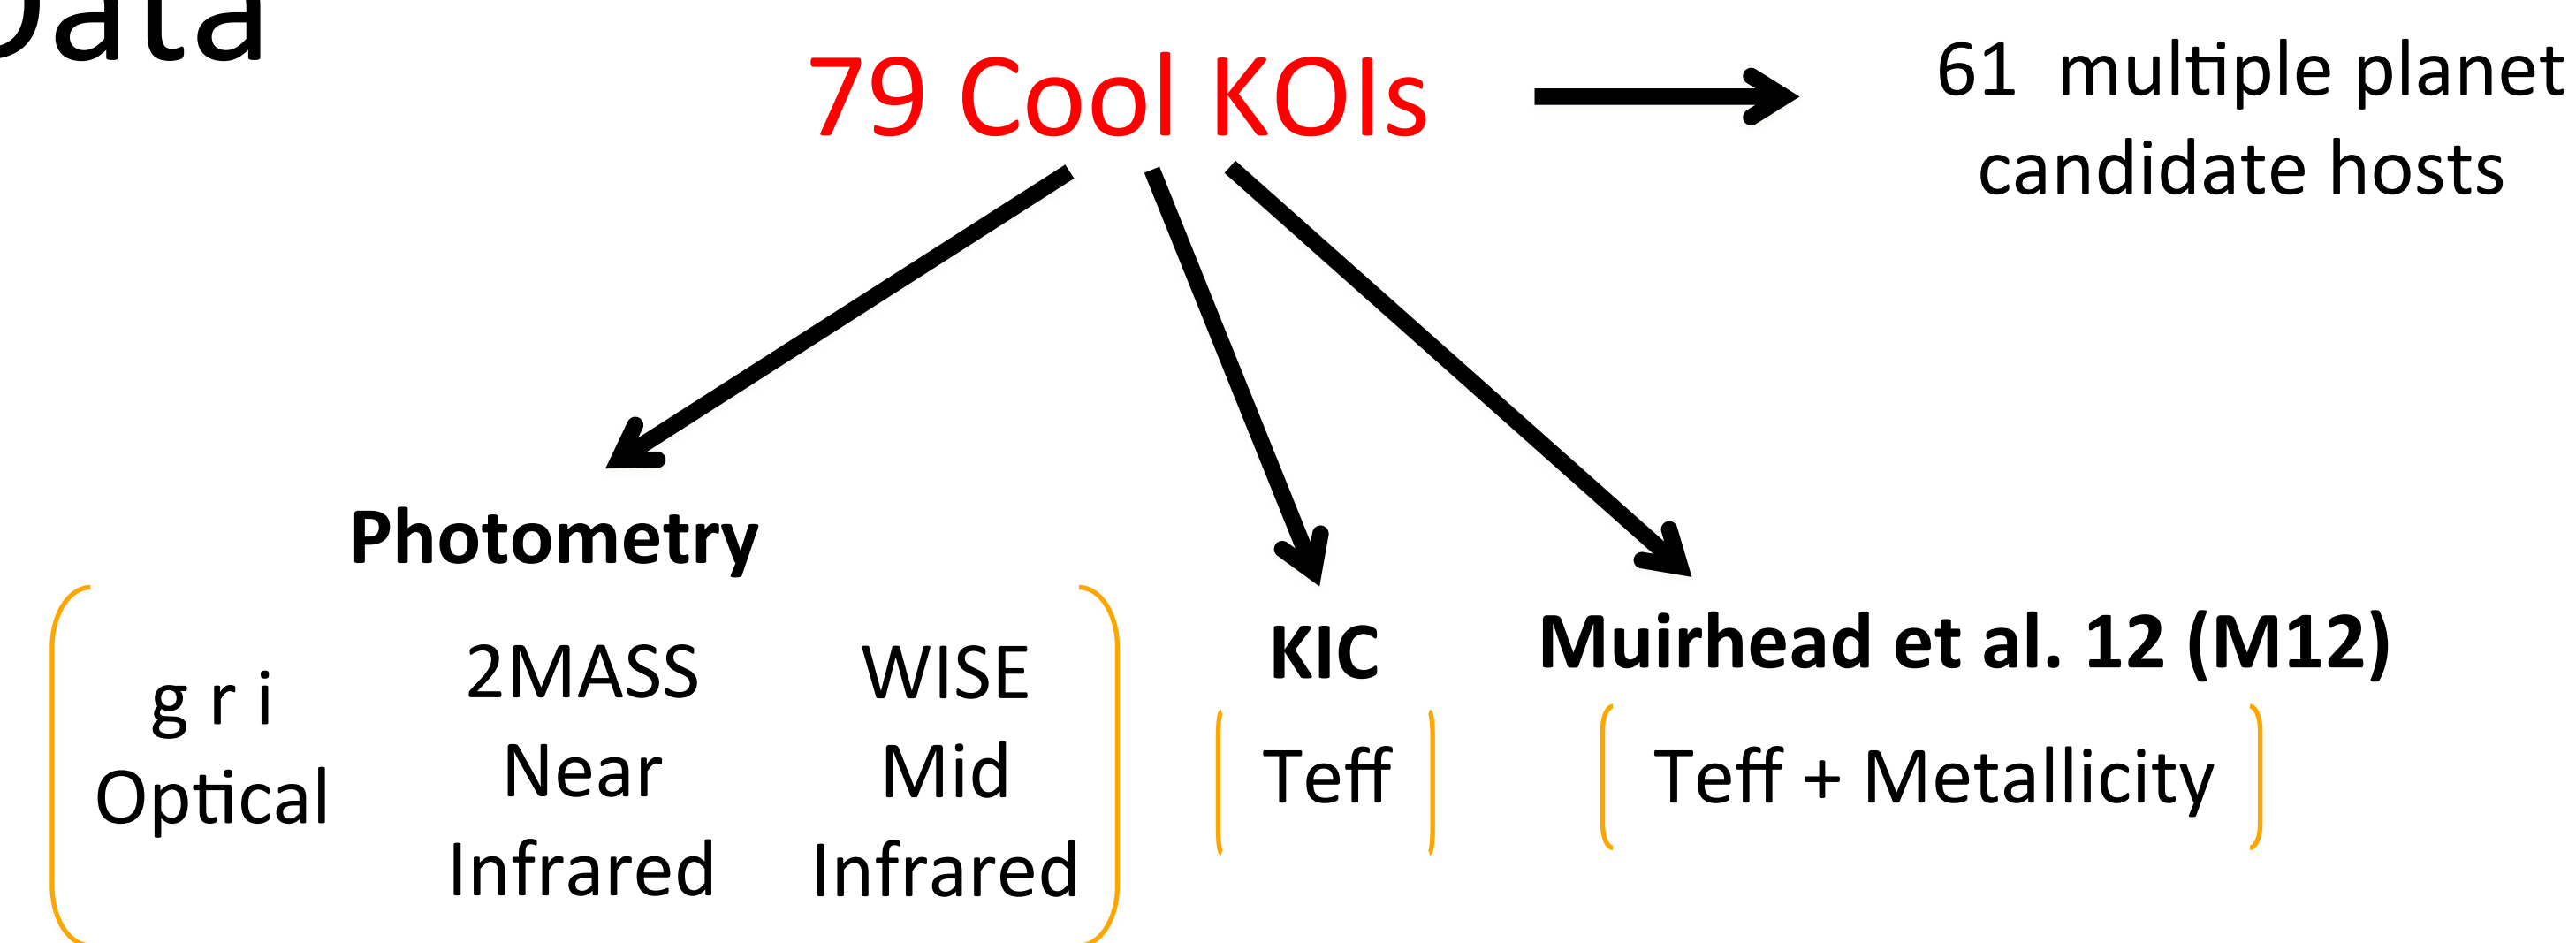 Data
79 Cool KOIs
61 multiple planet
candidate hosts
Photometry
g r i
Optical
2MASS
Near
Infrared
WISE
Mid
Infrared
KIC
Teff
Muirhead et al. 12 (M12)
Teff + Metallicity